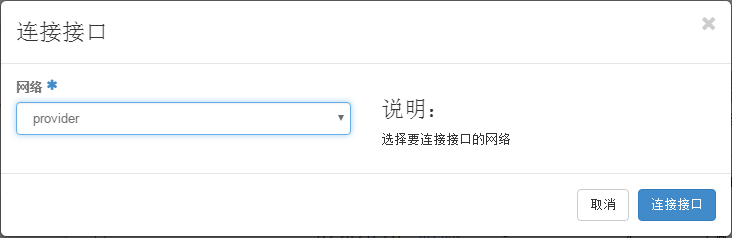 连接接口
网络 *
provider
说明：
选择要连接接口的网络
取消
连接接口